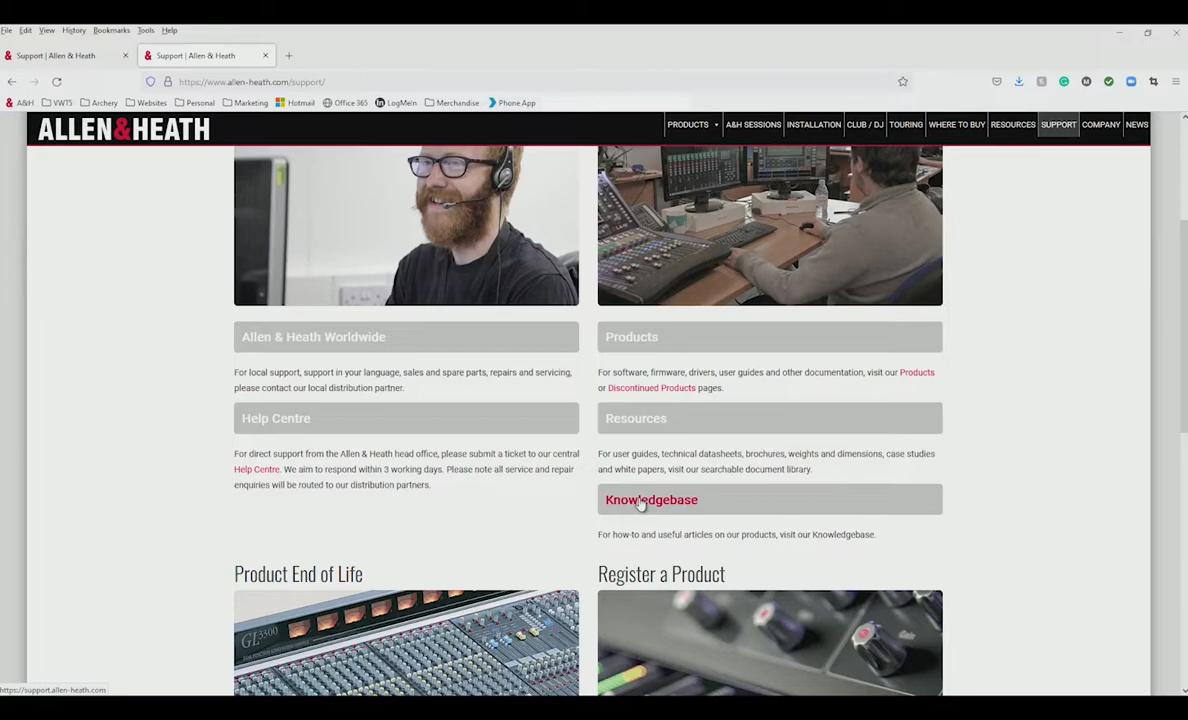 File Edit View History Bookmarks Tools Help
Support | Allen & Heath
Support | Allen & Heath
https://www.allen-heath.com/support/
A&H VWTS Archery Websites Personal Marketing Hotmail Office 365 LogMein Merchandise Phone App
ALLEN&HEATH
PRODUCTS A&H SESSIONS INSTALLATION CLUB / DJ TOURING WHERE TO BUY RESOURCES SUPPORT COMPANY NEWS
Allen & Heath Worldwide
For local support, support in your language, sales and spare parts, repairs and servicing,
please contact our local distribution partner.
Help Centre
For direct support from the Allen & Heath head office, please submit a ticket to our central
Help Centre. We aim to respond within 3 working days. Please note all service and repair
enquiries will be routed to our distribution partners.
Products
For software, firmware, drivers, user guides and other documentation, visit our Products
or Discontinued Products pages.
Resources
For user guides, technical datasheets, brochures, weights and dimensions, case studies
and white papers, visit our searchable document library.
Knowledgebase
For how-to and useful articles on our products, visit our Knowledgebase.
Product End of Life
GL3300
Register a Product
Gain
https://support.allen-heath.com